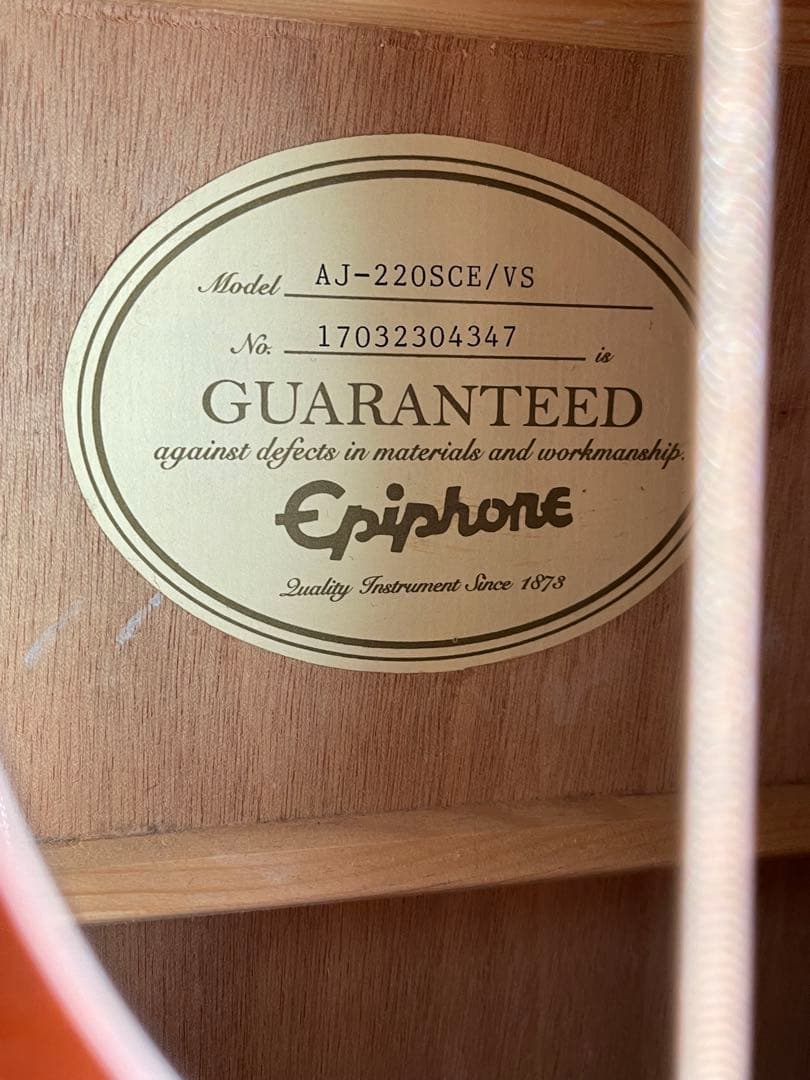 Model AJ-220SCE/VS
No. 17032304347 is
GUARANTEED
against defects in materials and workmanship.
Epiphone
Quality Instrument Since 1873